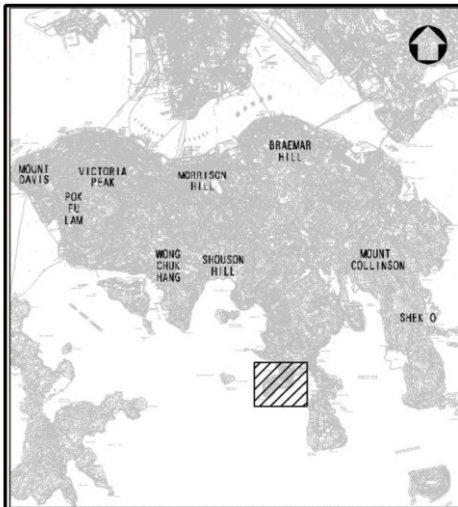 BRAEMAR
HILL
MOUNT
DAVIS
VICTORIA
PEAK
MORRISON
HILL
POK
FU
LAM
WONG
CHUK
HANG
SHOUSON
HILL
MOUNT
COLLINSON
SHEK O